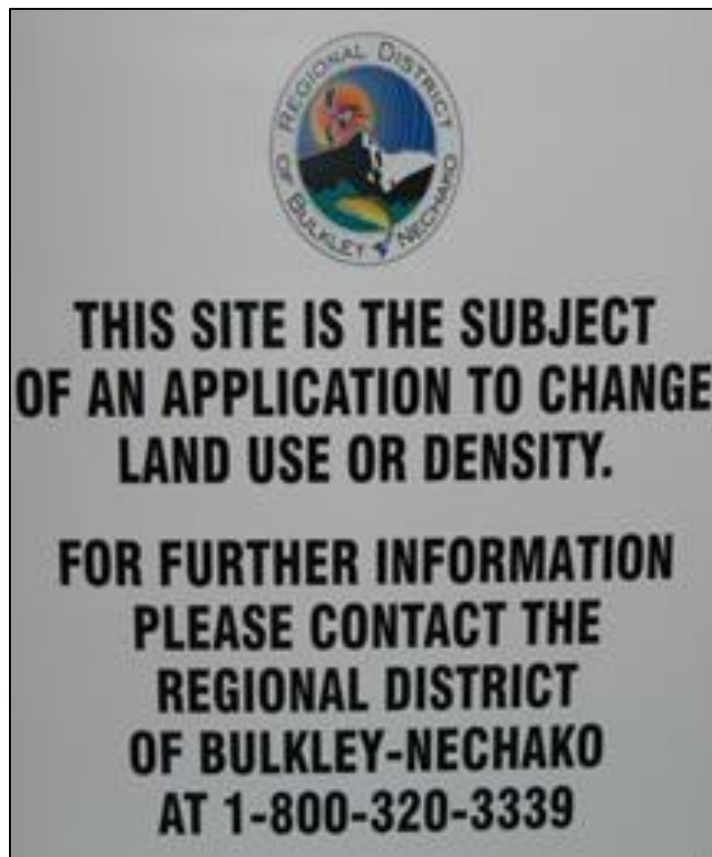 REGIONAL DISTRICT
OF BULKLEY NECHAKO
THIS SITE IS THE SUBJECT
OF AN APPLICATION TO CHANGE
LAND USE OR DENSITY.
FOR FURTHER INFORMATION
PLEASE CONTACT THE
REGIONAL DISTRICT
OF BULKLEY-NECHAKO
AT 1-800-320-3339